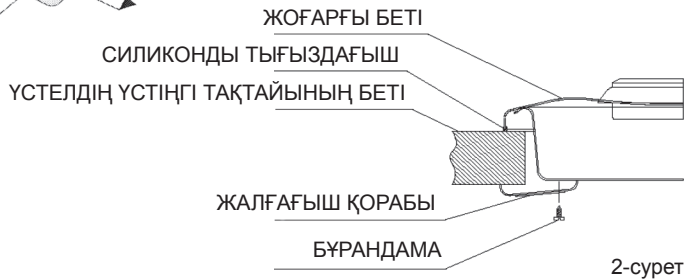 ЖОҒАРҒЫ БЕТІ
СИЛИКОНДЫ ТЫҒЫЗДАҒЫШ
ҮСТЕЛДІҢ ҮСТІҢГІ ТАҚТАЙЫНЫҢ БЕТІ
ЖАЛҒАҒЫШ ҚОРАБЫ
БҰРАНДАМА
2-сурет